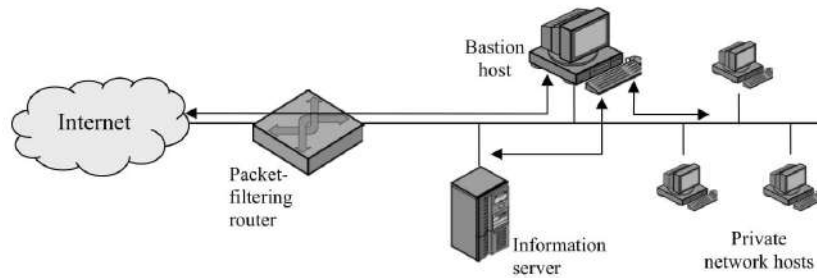 Bastion
host
Internet
Packet-
filtering
router
Information
server
Private
network hosts